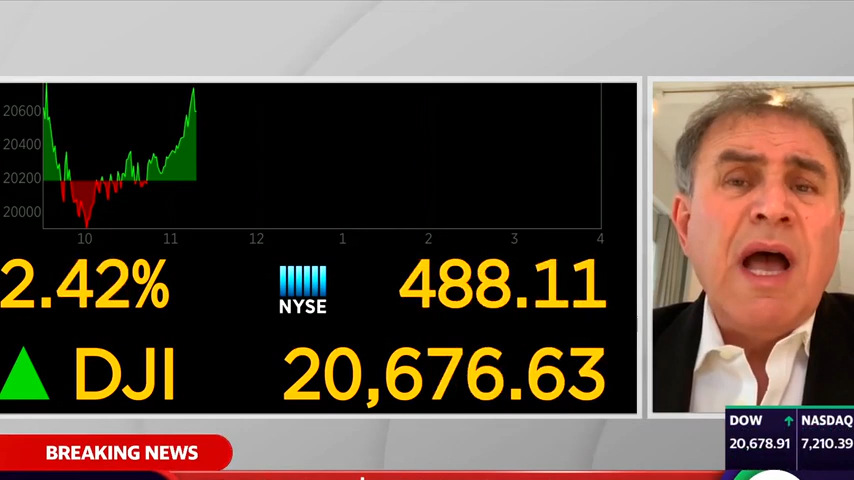 20600
20400
20200
20000
10 11 12 1 2 3 4
2.42% NYSE 488.11
DJI 20,676.63
DOW NASDAQ
20,678.91 7,210.39
BREAKING NEWS